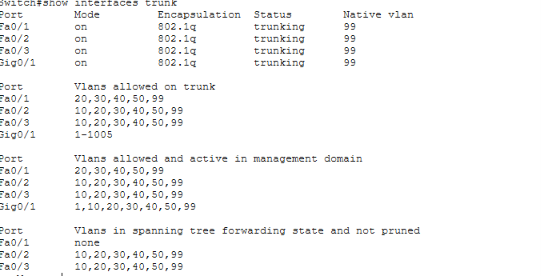 Switch#show interfaces trunk
Port Mode Encapsulation Status Native vlan
Fa0/1 on 802.1q trunking 99
Fa0/2 on 802.1q trunking 99
Fa0/3 on 802.1q trunking 99
Gig0/1 on 802.1q trunking 99
Port Vlans allowed on trunk
Fa0/1 20,30,40,50,99
Fa0/2 10,20,30,40,50,99
Fa0/3 10,20,30,40,50,99
Gig0/1 1-1005
Port Vlans allowed and active in management domain
Fa0/1 20,30,40,50,99
Fa0/2 10,20,30,40,50,99
Fa0/3 10,20,30,40,50,99
Gig0/1 1,10,20,30,40,50,99
Port Vlans in spanning tree forwarding state and not pruned
Fa0/1 none
Fa0/2 10,20,30,40,50,99
Fa0/3 10,20,30,40,50,99